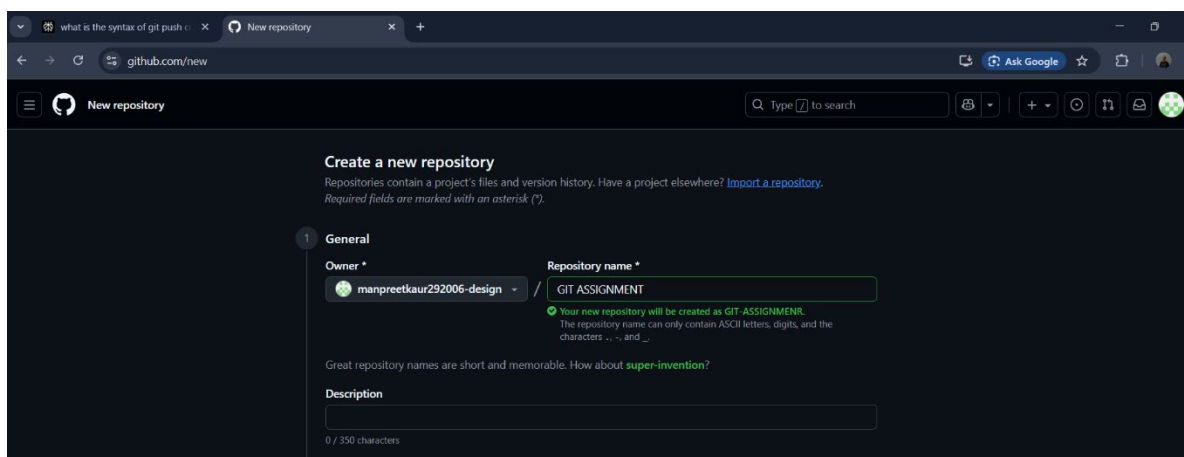 what is the syntax of git push c
New repository
github.com/new
Ask Google
New repository
Type / to search
Create a new repository
Repositories contain a project's files and version history. Have a project elsewhere? Import a repository.
Required fields are marked with an asterisk (*).
1 General
Owner * Repository name *
manpreetkaur292006-design / GIT ASSIGNMENT
Your new repository will be created as GIT-ASSIGNMENR.
The repository name can only contain ASCII letters, digits, and the
characters ., -, and _.
Great repository names are short and memorable. How about super-invention?
Description
0 / 350 characters